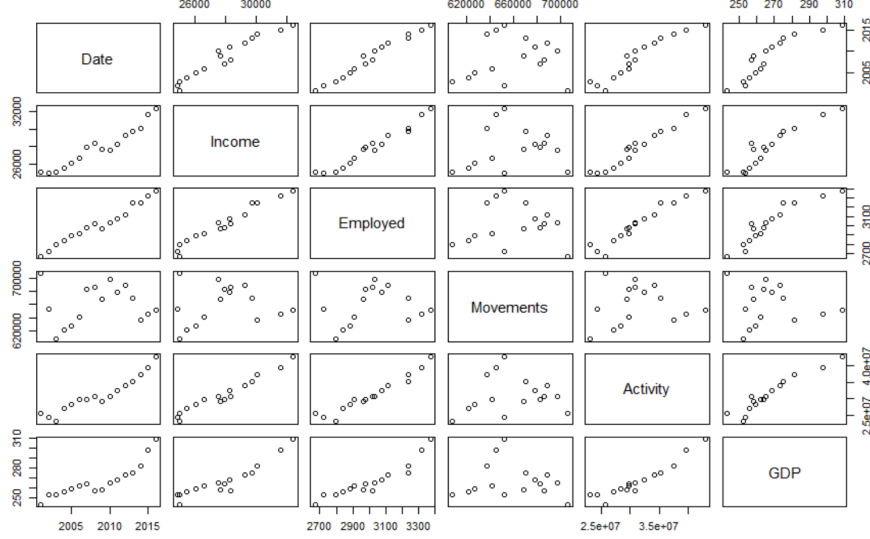 26000 30000
620000 660000 700000
250 270 290 310
Date
2005 2015
26000 32000
Income
Employed
2700 3100
620000 700000
Movements
Activity
2.5e+07 4.0e+07
250 280 310
GDP
2005 2010 2015
2700 2900 3100 3300
2.5e+07 3.5e+07